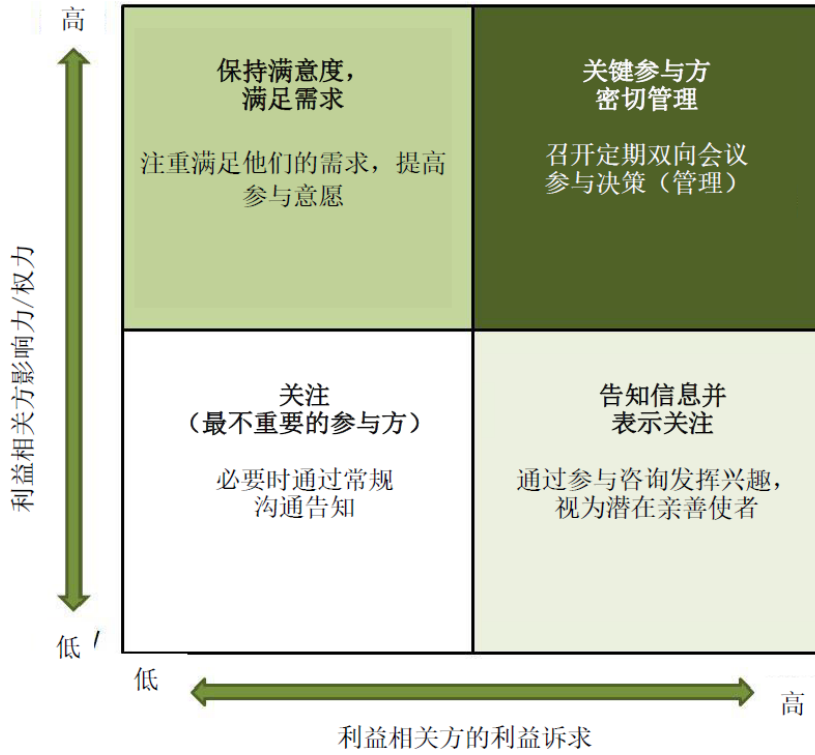 高
保持满意度，
满足需求
注重满足他们的需求，提高
参与意愿
关键参与方
密切管理
召开定期双向会议
参与决策（管理）
利益相关方影响力/权力
关注
（最不重要的参与方）
必要时通过常规
沟通告知
告知信息并
表示关注
通过参与咨询发挥兴趣，
视为潜在亲善使者
低 /
低
高
利益相关方的利益诉求